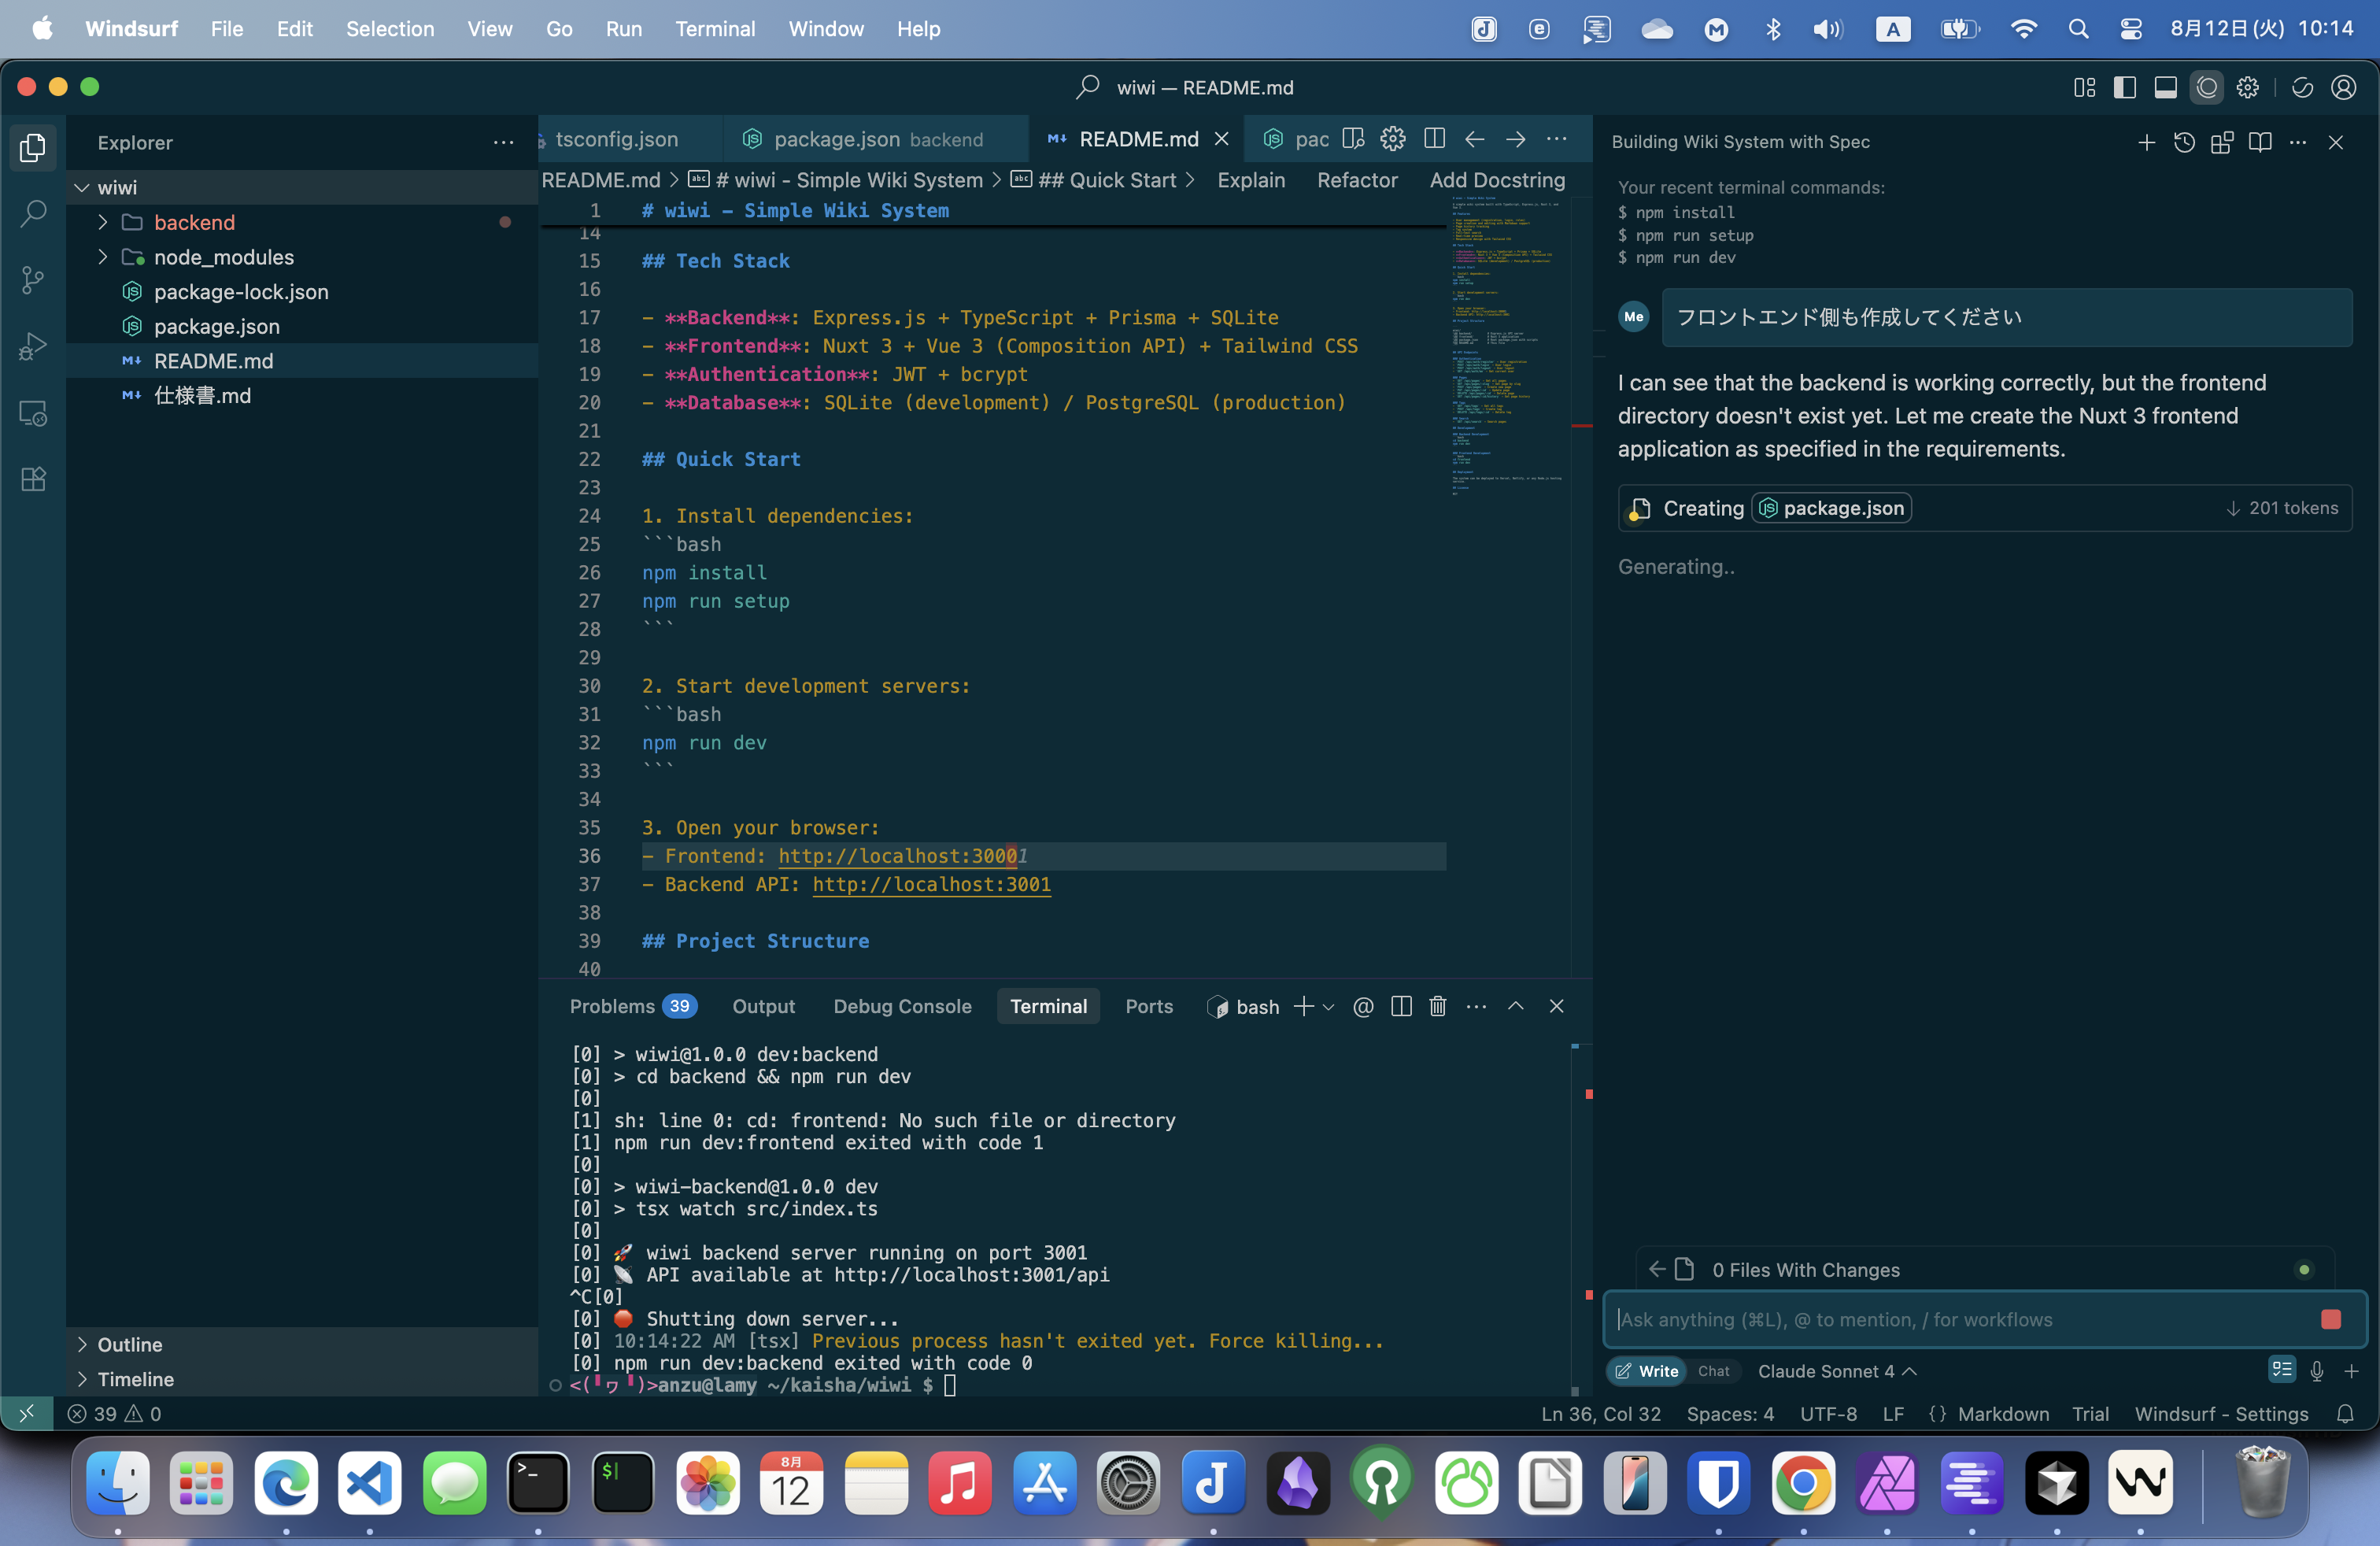 Windsurf File Edit Selection View Go Run Terminal Window Help
A
8月12日(火) 10:14
wiwi — README.md
Explorer
wiwi
backend
node_modules
package-lock.json
package.json
README.md
仕様書.md
Outline
Timeline
tsconfig.json
package.json backend
README.md
pac
README.md > # wiwi - Simple Wiki System > ## Quick Start >
Explain Refactor Add Docstring
1 # wiwi - Simple Wiki System
14
15 ## Tech Stack
16
17 - **Backend**: Express.js + TypeScript + Prisma + SQLite
18 - **Frontend**: Nuxt 3 + Vue 3 (Composition API) + Tailwind CSS
19 - **Authentication**: JWT + bcrypt
20 - **Database**: SQLite (development) / PostgreSQL (production)
21
22 ## Quick Start
23
24 1. Install dependencies:
25 ```bash
26 npm install
27 npm run setup
28 ```
29
30 2. Start development servers:
31 ```bash
32 npm run dev
33 ```
34
35 3. Open your browser:
36 - Frontend: http://localhost:30001
37 - Backend API: http://localhost:3001
38
39 ## Project Structure
40
Problems 39 Output Debug Console Terminal Ports bash
[0] > wiwi@1.0.0 dev:backend
[0] > cd backend && npm run dev
[0]
[1] sh: line 0: cd: frontend: No such file or directory
[1] npm run dev:frontend exited with code 1
[0]
[0] > wiwi-backend@1.0.0 dev
[0] > tsx watch src/index.ts
[0]
[0] 🚀 wiwi backend server running on port 3001
[0] 📡 API available at http://localhost:3001/api
^C[0]
[0] 🛑 Shutting down server...
[0] 10:14:22 AM [tsx] Previous process hasn't exited yet. Force killing...
[0] npm run dev:backend exited with code 0
<(╹ヮ╹)>anzu@lamy ~/kaisha/wiwi $
Building Wiki System with Spec
Your recent terminal commands:
$ npm install
$ npm run setup
$ npm run dev
Me
フロントエンド側も作成してください
I can see that the backend is working correctly, but the frontend
directory doesn't exist yet. Let me create the Nuxt 3 frontend
application as specified in the requirements.
Creating package.json ↓ 201 tokens
Generating..
0 Files With Changes
Ask anything (⌘L), @ to mention, / for workflows
Write Chat Claude Sonnet 4
39 0
Ln 36, Col 32 Spaces: 4 UTF-8 LF {} Markdown Trial Windsurf - Settings
8月
12